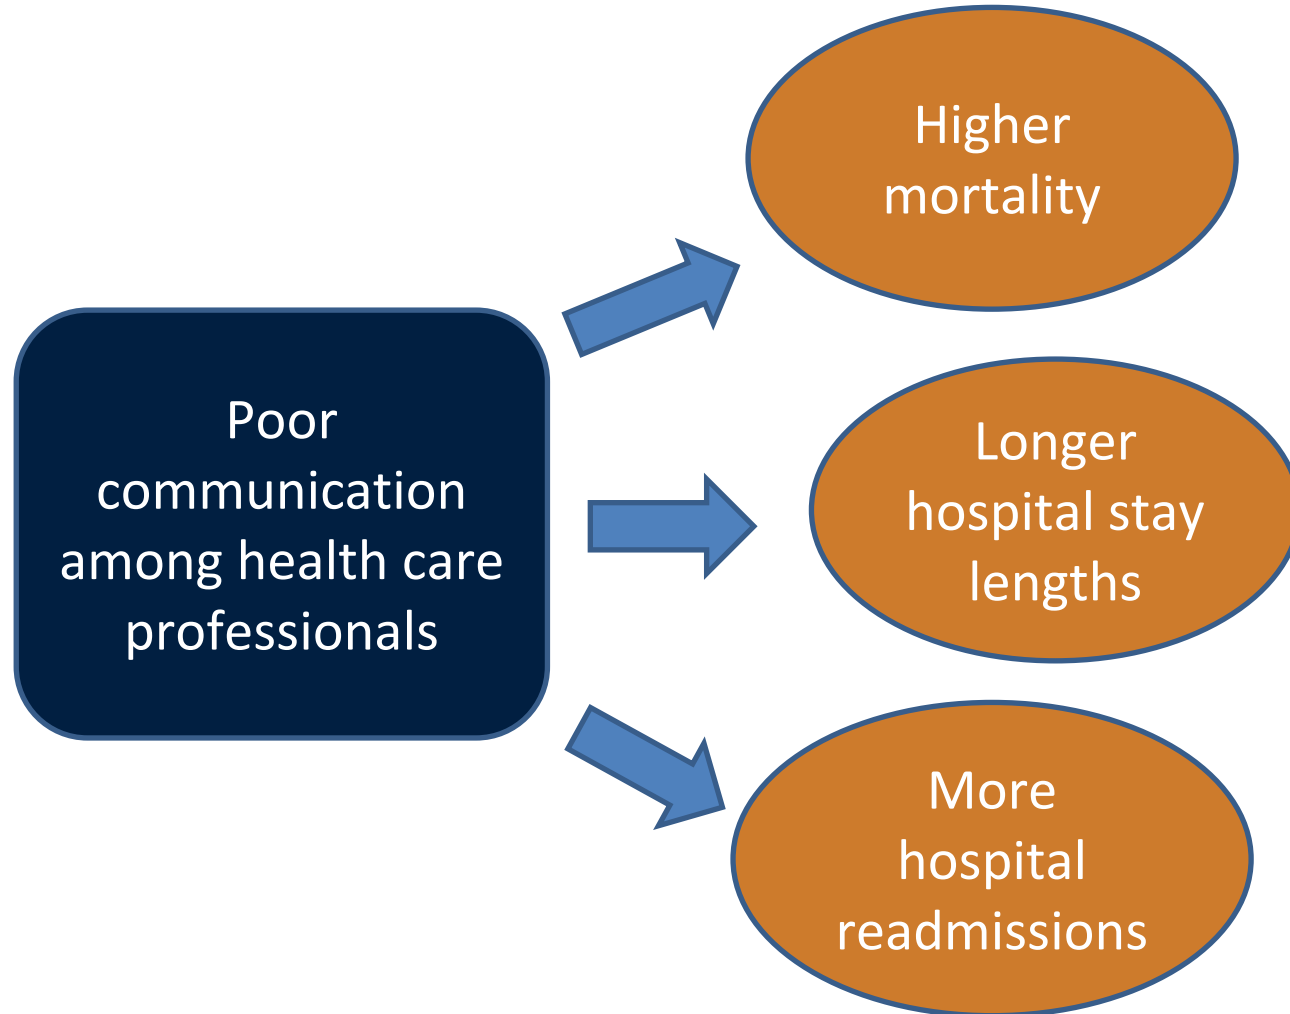 Higher
mortality
Poor
communication
among health care
professionals
Longer
hospital stay
lengths
More
hospital
readmissions